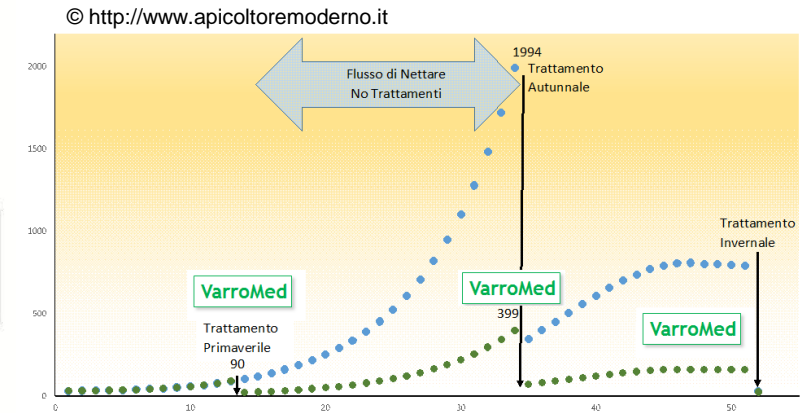 © http://www.apicoltoremoderno.it
2000
1500
1000
500
0
Flusso di Nettare
No Trattamenti
1994
Trattamento
Autunnale
VarroMed
Trattamento
Primaverile
90
VarroMed
399
Trattamento
Invernale
VarroMed
0 10 20 30 40 50